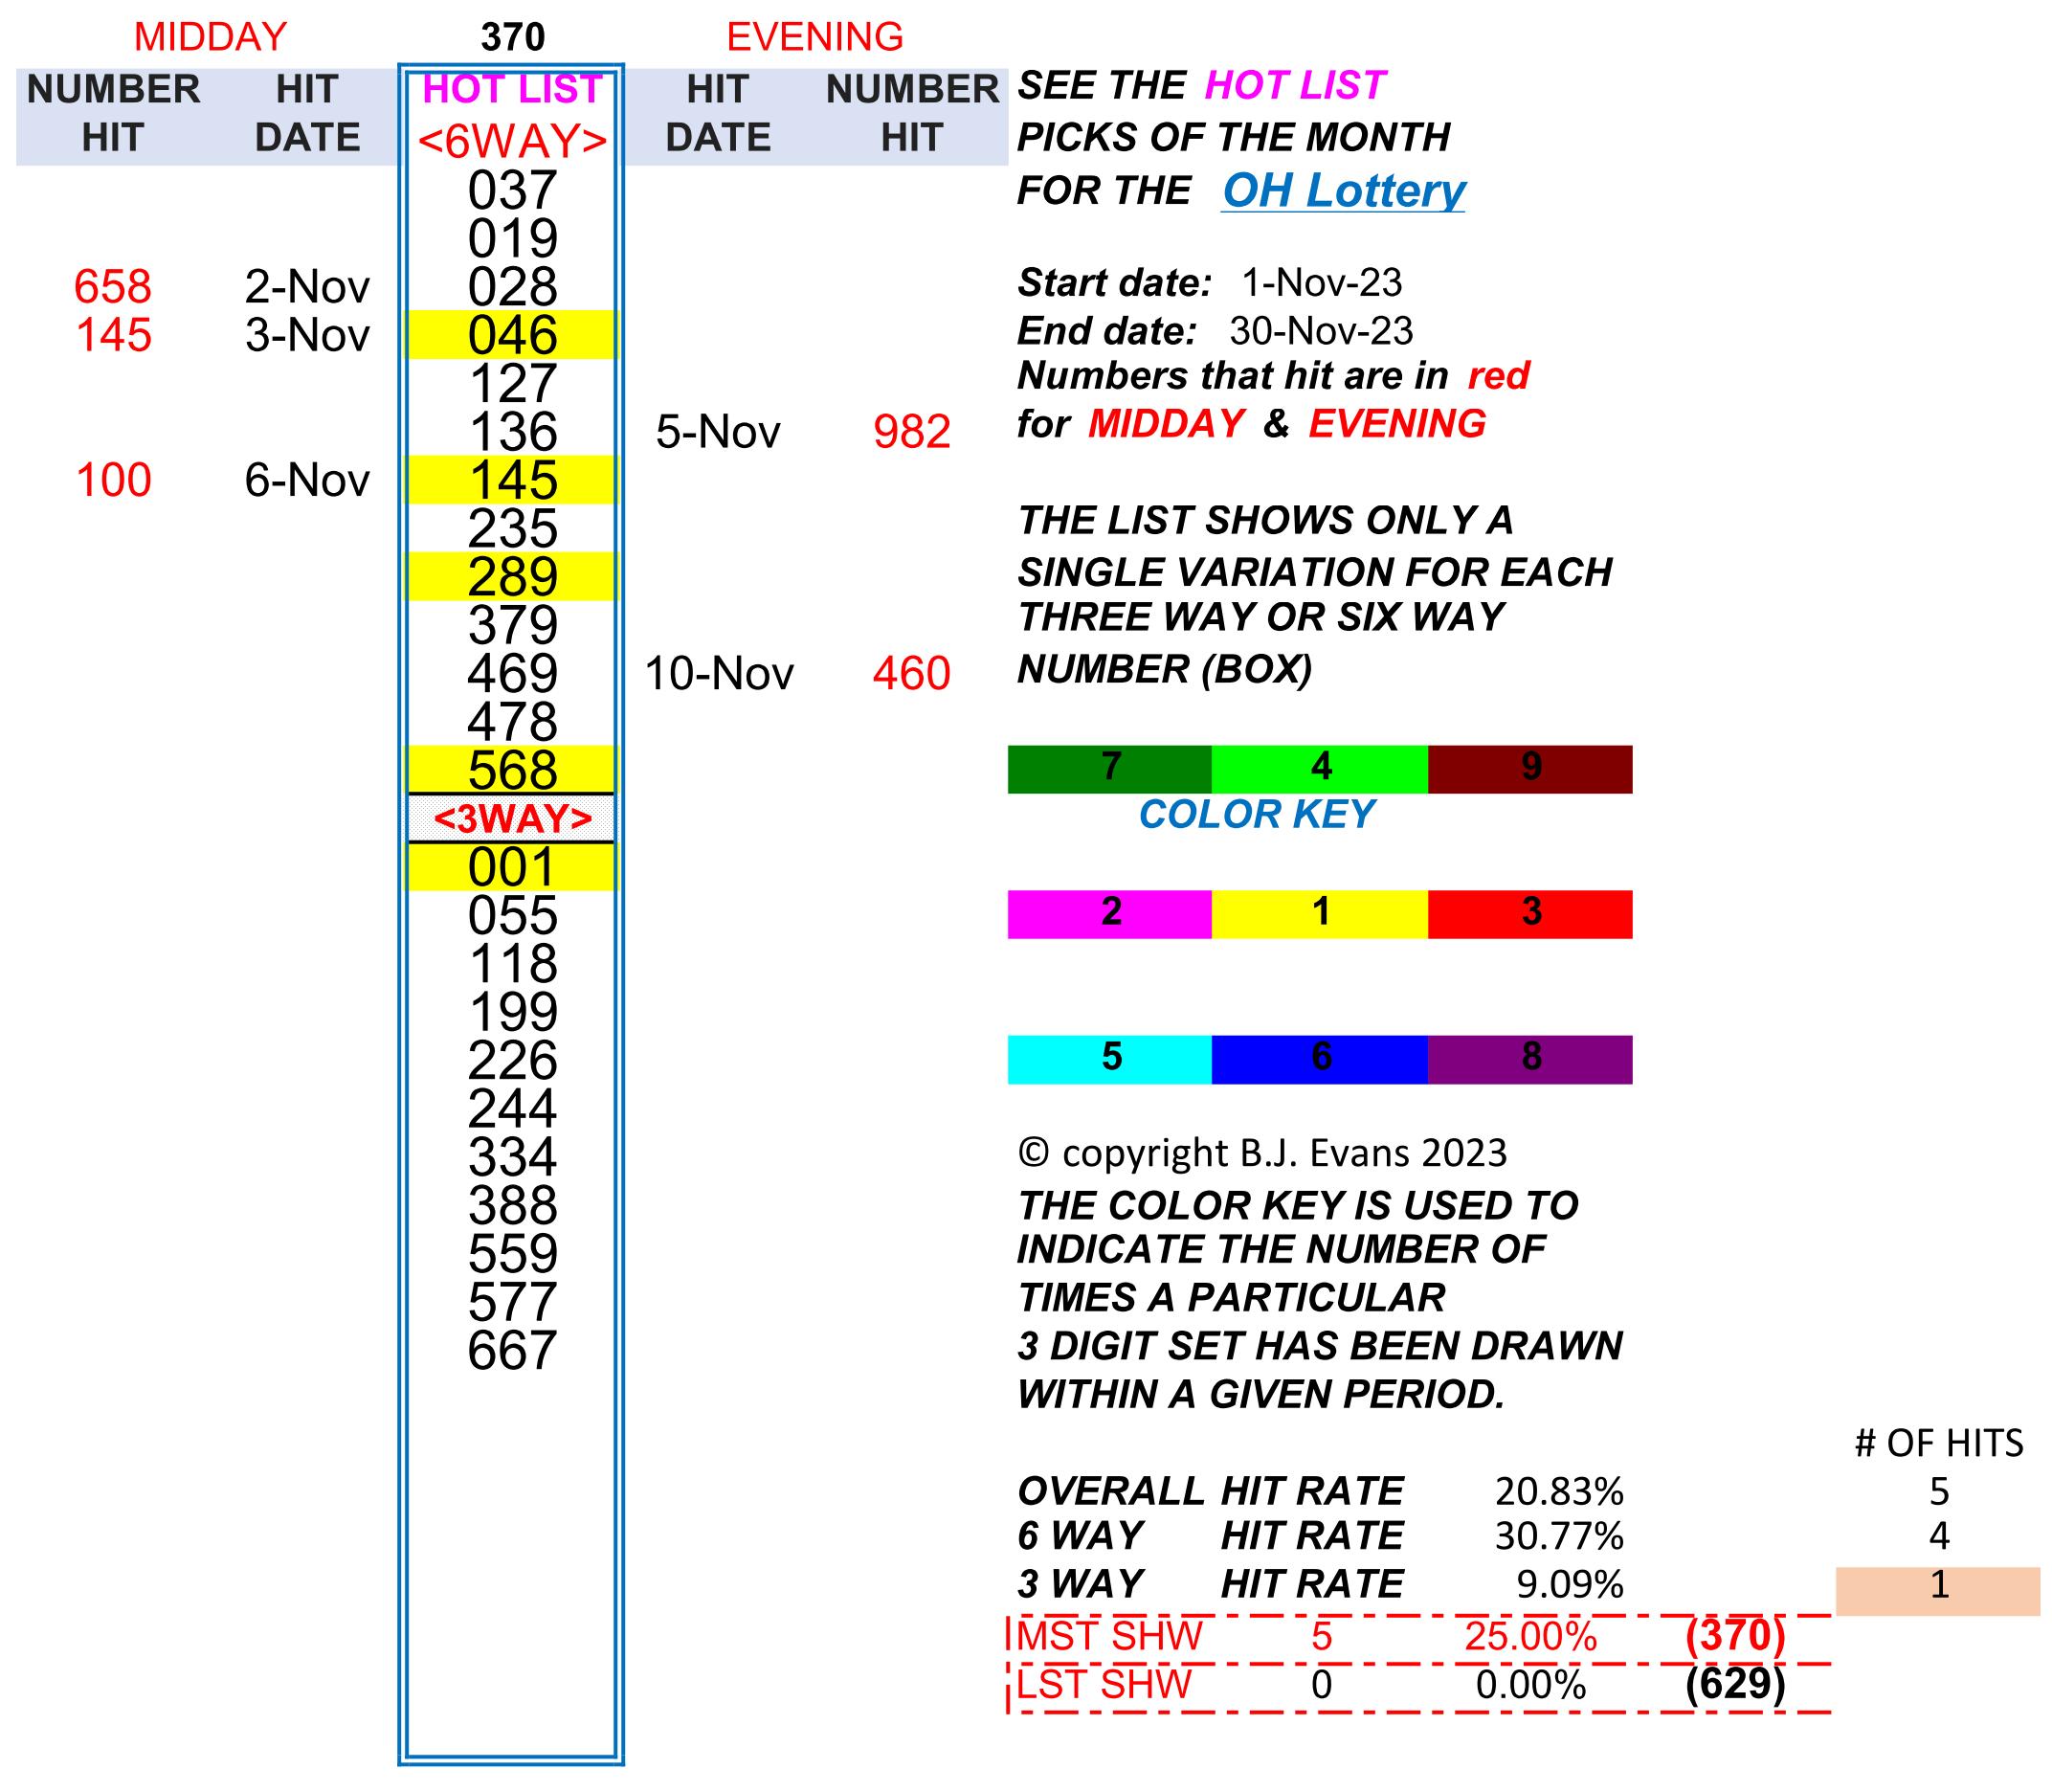 MIDDAY 370 EVENING
NUMBER HIT HOT LIST HIT NUMBER SEE THE HOT LIST
HIT DATE <6WAY> DATE HIT PICKS OF THE MONTH
037 FOR THE OH Lottery
019
658 2-Nov 028 Start date: 1-Nov-23
145 3-Nov 046 End date: 30-Nov-23
127 Numbers that hit are in red
136 5-Nov 982 for MIDDAY & EVENING
100 6-Nov 145
235 THE LIST SHOWS ONLY A
289 SINGLE VARIATION FOR EACH
379 THREE WAY OR SIX WAY
469 10-Nov 460 NUMBER (BOX)
478
568 7 4 9
<3WAY> COLOR KEY
001
055 2 1 3
118
199
226 5 6 8
244
334 © copyright B.J. Evans 2023
388 THE COLOR KEY IS USED TO
559 INDICATE THE NUMBER OF
577 TIMES A PARTICULAR
667 3 DIGIT SET HAS BEEN DRAWN
WITHIN A GIVEN PERIOD.
# OF HITS
OVERALL HIT RATE 20.83% 5
6 WAY HIT RATE 30.77% 4
3 WAY HIT RATE 9.09% 1
MST SHW 5 25.00% (370)
LST SHW 0 0.00% (629)